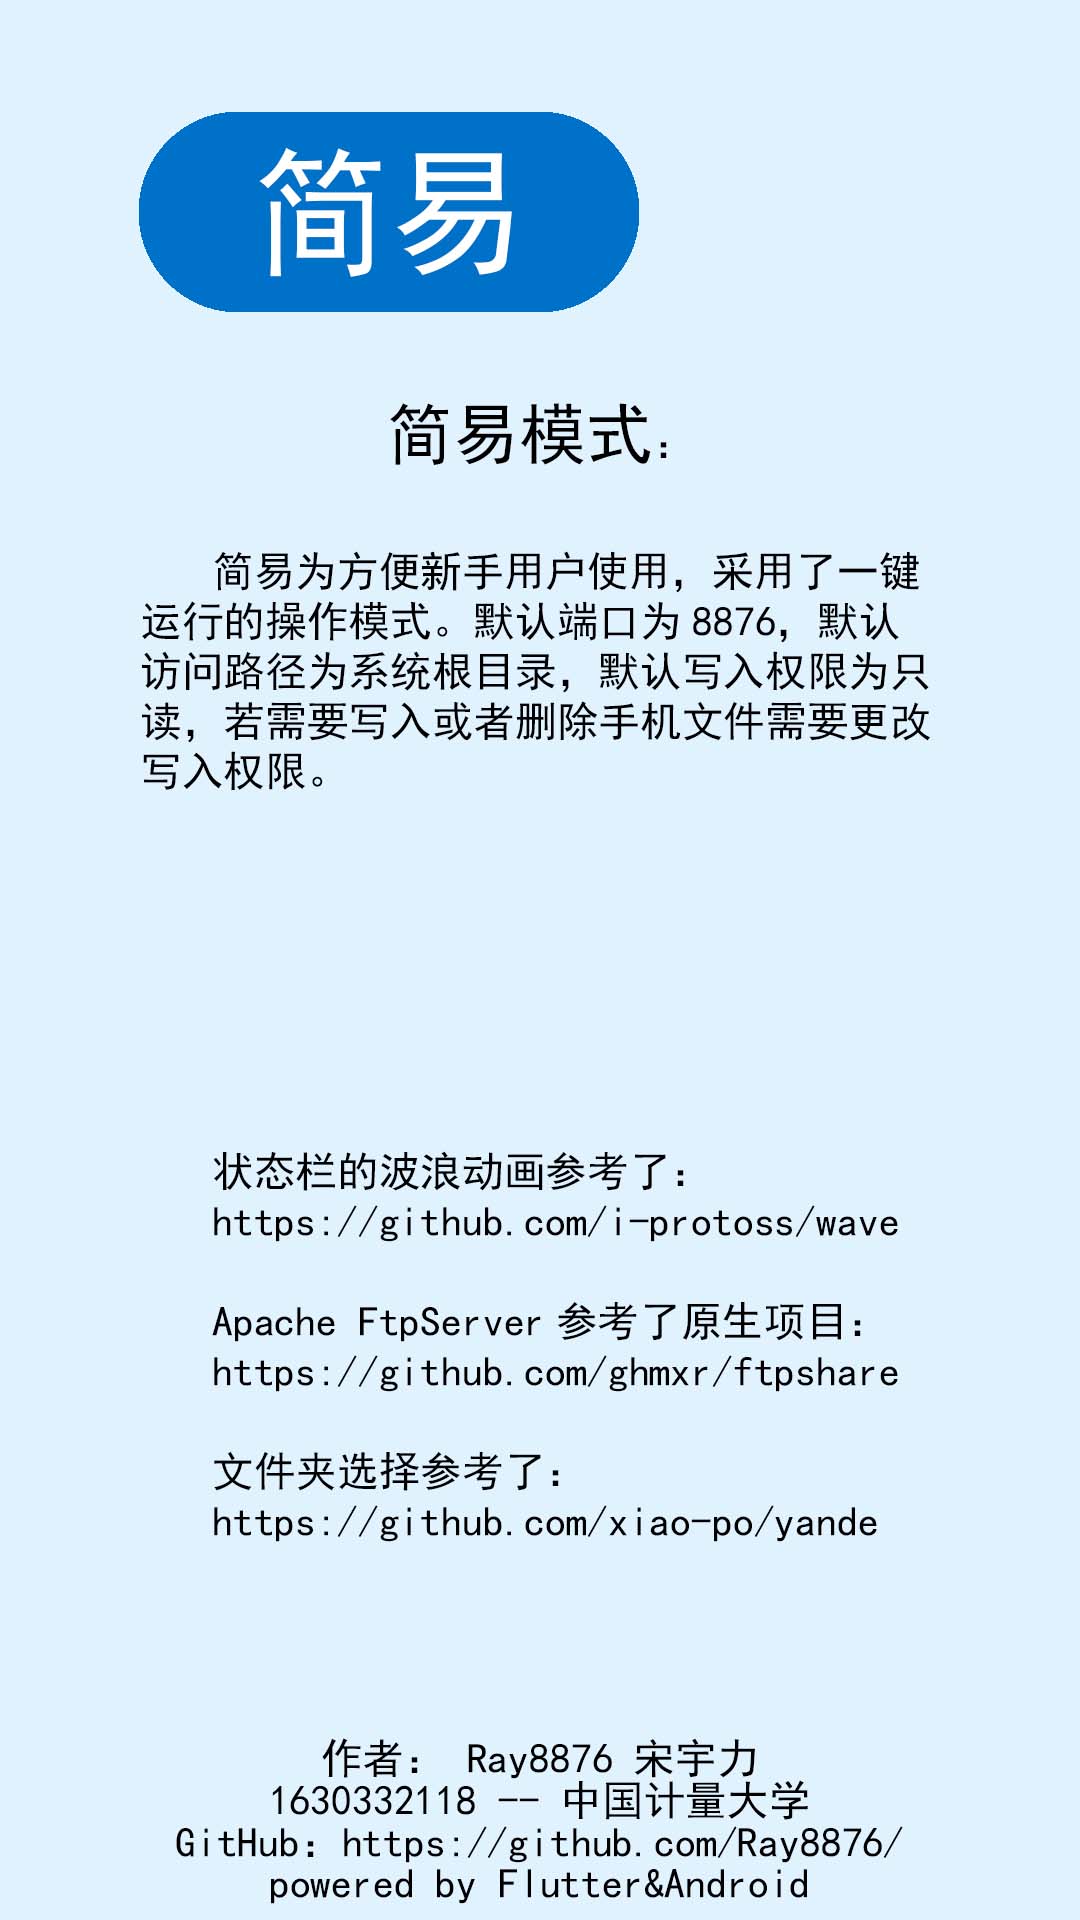 简易
简易模式：
简易为方便新手用户使用，采用了一键
运行的操作模式。默认端口为 8876，默认
访问路径为系统根目录，默认写入权限为只
读，若需要写入或者删除手机文件需要更改
写入权限。
状态栏的波浪动画参考了：
https://github.com/i-protoss/wave
Apache FtpServer 参考了原生项目：
https://github.com/ghmxr/ftpshare
文件夹选择参考了：
https://github.com/xiao-po/yande
作者： Ray8876 宋宇力
1630332118 -- 中国计量大学
GitHub：https://github.com/Ray8876/
powered by Flutter&Android